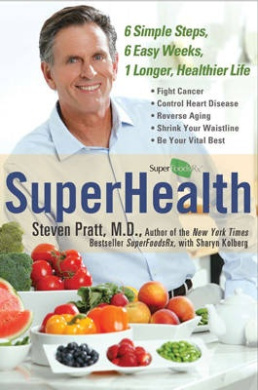 6 Simple Steps,
6 Easy Weeks,
1 Longer, Healthier Life
• Fight Cancer
• Control Heart Disease
• Reverse Aging
• Shrink Your Waistline
• Be Your Vital Best
SuperFoodsRx
SuperHealth
Steven Pratt, M.D., Author of the New York Times
Bestseller SuperFoodsRx, with Sharyn Kolberg